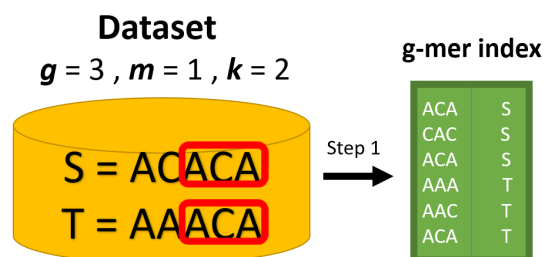 Dataset
g = 3 , m = 1 , k = 2
S = ACACA
T = AAACA
Step 1
g-mer index
ACA S
CAC S
ACA S
AAA T
AAC T
ACA T